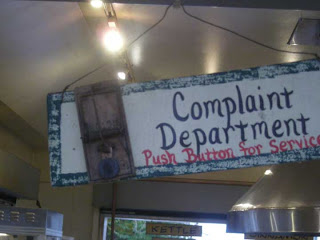 Complaint
Department
Push Button for Service
KETTLE